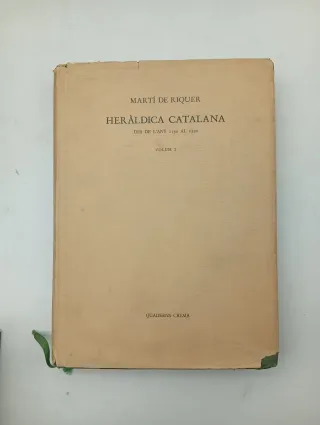 MARTÍ DE RIQUER
HERÀLDICA CATALANA
DES DE L'ANY 1150 AL 1550
VOLUM I
QUADERNS CREMA